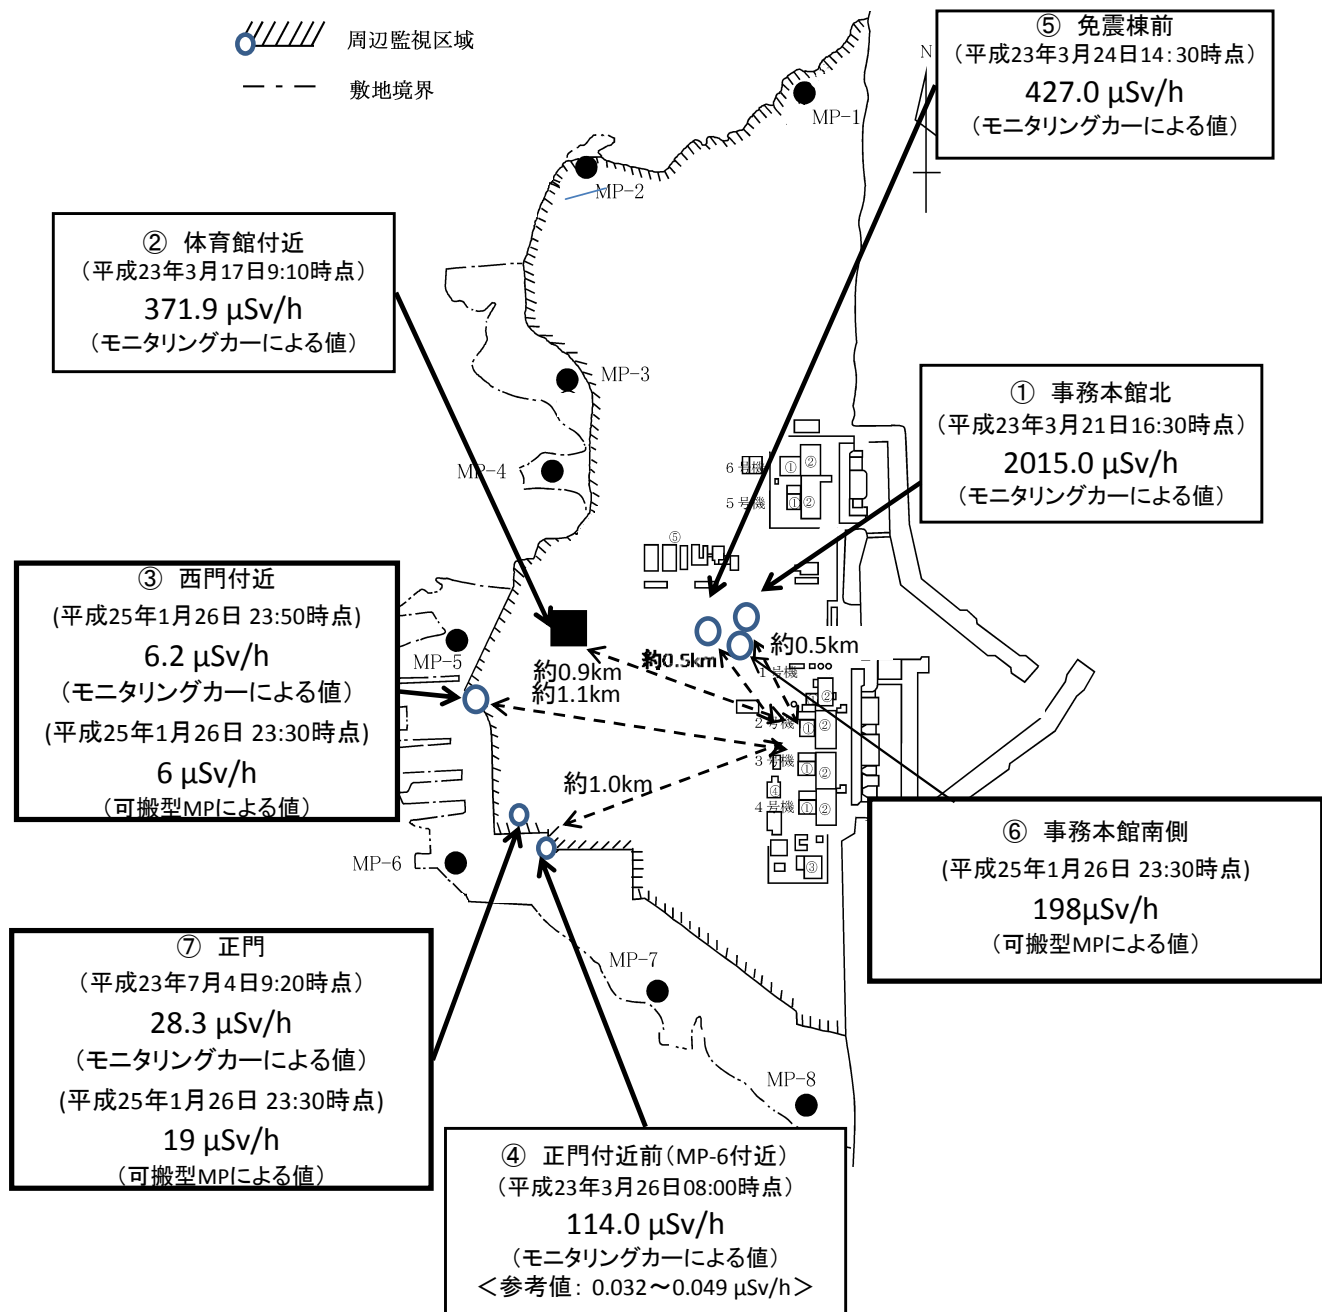 周辺監視区域
敷地境界
⑤ 免震棟前
（平成23年3月24日14:30時点）
427.0 μSv/h
（モニタリングカーによる値）
N
MP-1
MP-2
② 体育館付近
（平成23年3月17日9:10時点）
371.9 μSv/h
（モニタリングカーによる値）
MP-3
① 事務本館北
（平成23年3月21日16:30時点）
2015.0 μSv/h
（モニタリングカーによる値）
MP-4
6号機
①
②
5号機
①
②
⑤
③ 西門付近
(平成25年1月26日 23:50時点)
6.2 μSv/h
（モニタリングカーによる値）
(平成25年1月26日 23:30時点)
6 μSv/h
（可搬型MPによる値）
MP-5
約0.9km
約1.1km
約0.5km
約0.5km
1号機
②
2号機
①
②
3号機
①
②
④
4号機
①
②
③
約1.0km
MP-6
⑥ 事務本館南側
(平成25年1月26日 23:30時点)
198μSv/h
（可搬型MPによる値）
⑦ 正門
（平成23年7月4日9:20時点）
28.3 μSv/h
（モニタリングカーによる値）
(平成25年1月26日 23:30時点)
19 μSv/h
（可搬型MPによる値）
MP-7
MP-8
④ 正門付近前（MP-6付近）
（平成23年3月26日08:00時点）
114.0 μSv/h
（モニタリングカーによる値）
＜参考値： 0.032～0.049 μSv/h＞